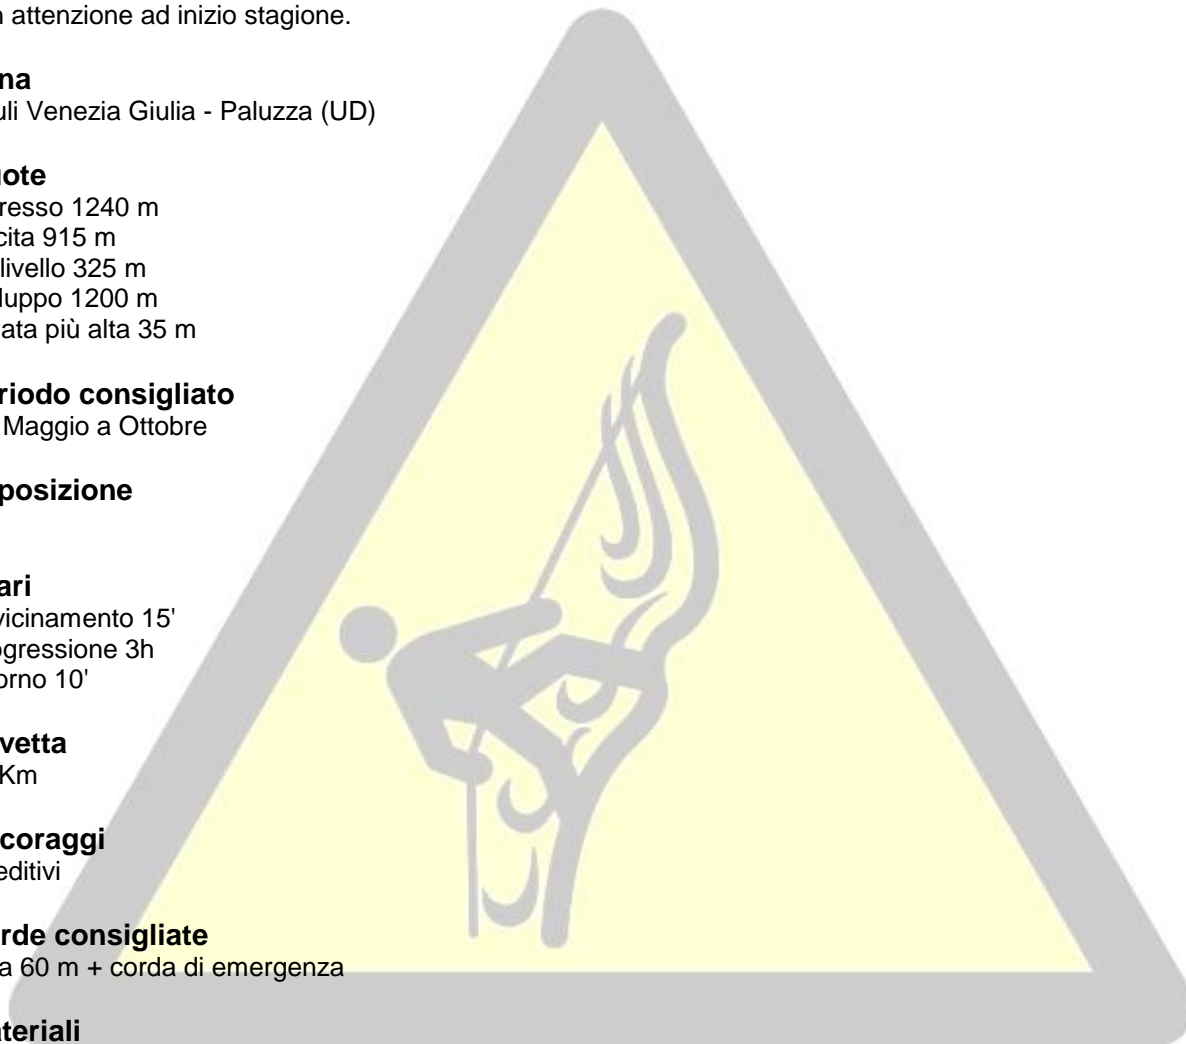 n attenzione ad inizio stagione.
na
uli Venezia Giulia - Paluzza (UD)
uote
resso 1240 m
cita 915 m
livello 325 m
luppo 1200 m
ata più alta 35 m
riodo consigliato
Maggio a Ottobre
posizione
ari
vicinamento 15'
ogressione 3h
orno 10'
vetta
Km
coraggi
editivi
rde consigliate
a 60 m + corda di emergenza
ateriali